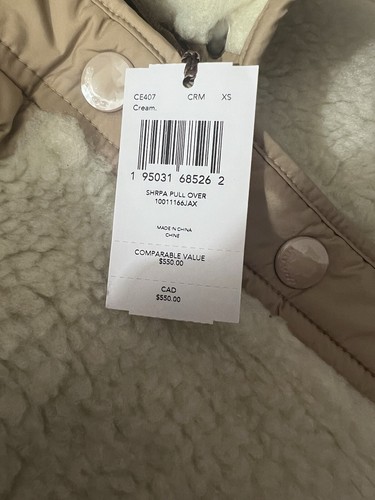 CE407 CRM XS
Cream.
1 95031 68526 2
SHRPA PULL OVER
10011166JAX
MADE IN CHINA
CHINE
COMPARABLE VALUE
$550.00
CAD
$550.00